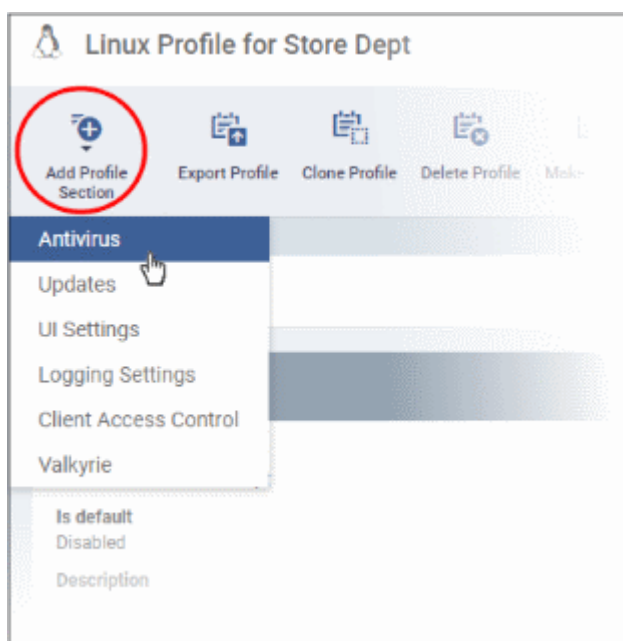 Linux Profile for Store Dept
Add Profile
Section
Export Profile
Clone Profile
Delete Profile
Make
Antivirus
Updates
UI Settings
Logging Settings
Client Access Control
Valkyrie
Is default
Disabled
Description